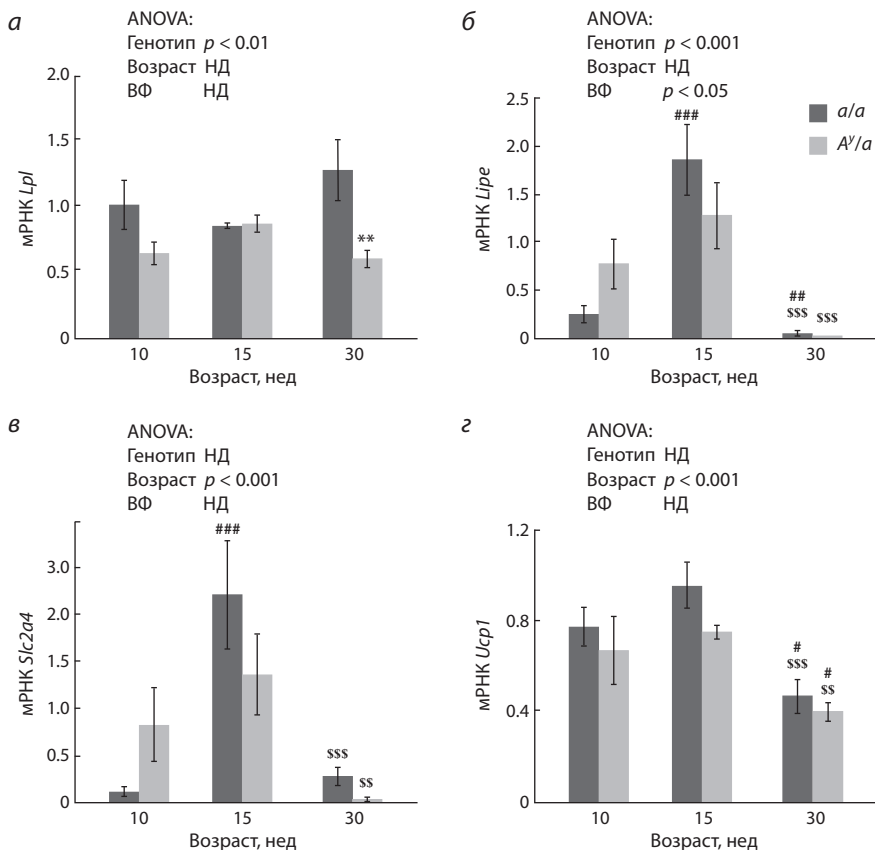 а
ANOVA:
Генотип p < 0.01
Возраст НД
ВФ НД
2.0
1.5
1.0
0.5
0
мРНК Lpl
**
10 15 30
Возраст, нед
б
ANOVA:
Генотип p < 0.001
Возраст НД
ВФ p < 0.05
2.5
2.0
1.5
1.0
0.5
0
мРНК Lipe
###
##
$$$ $$$
a/a
Aʸ/a
10 15 30
Возраст, нед
в
ANOVA:
Генотип НД
Возраст p < 0.001
ВФ НД
3.0
2.0
1.5
1.0
0.5
0
мРНК Slc2a4
###
$$$
$$
10 15 30
Возраст, нед
г
ANOVA:
Генотип НД
Возраст p < 0.001
ВФ НД
1.2
0.8
0.4
0
мРНК Ucp1
#
$$$
#
$$
10 15 30
Возраст, нед